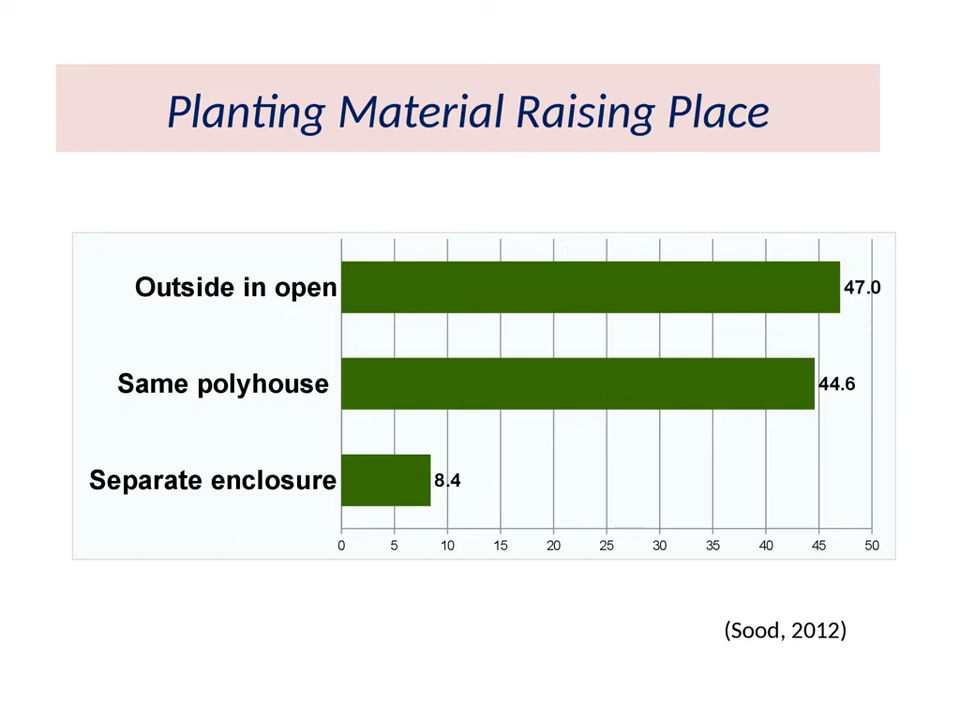 Planting Material Raising Place
Outside in open 47.0
Same polyhouse 44.6
Separate enclosure 8.4
0 5 10 15 20 25 30 35 40 45 50
(Sood, 2012)